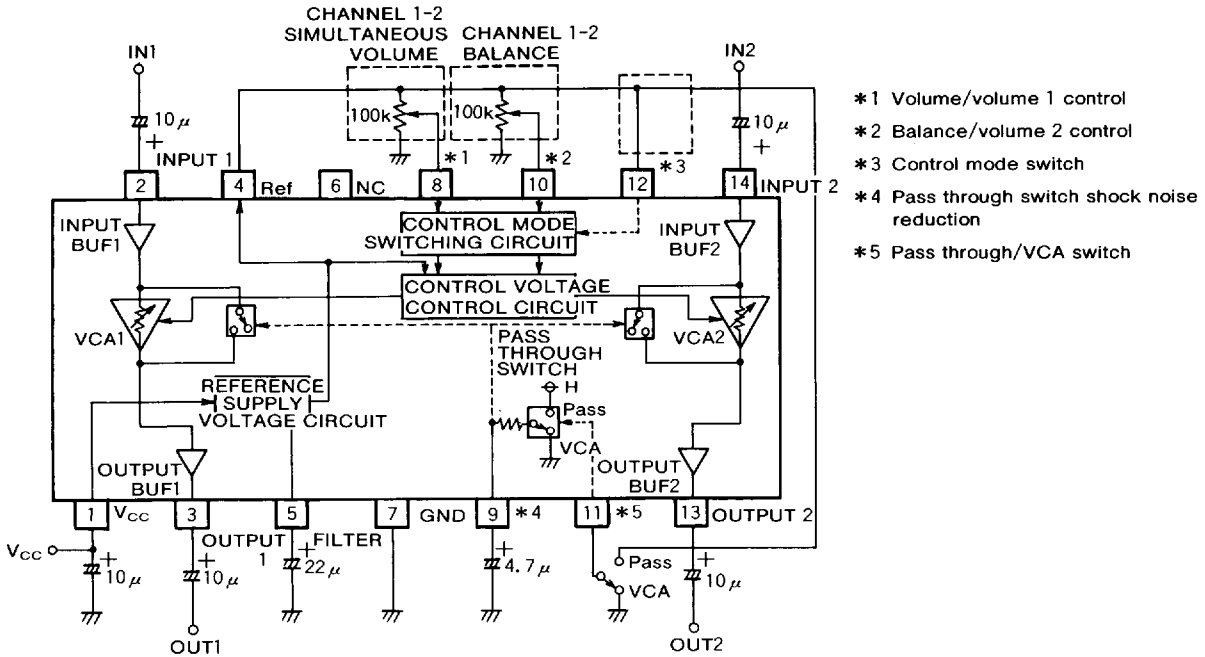 CHANNEL 1-2
SIMULTANEOUS
VOLUME
CHANNEL 1-2
BALANCE
IN1
IN2
10μ
+
100k
100k
10μ
+
*1 Volume/volume 1 control
*2 Balance/volume 2 control
*3 Control mode switch
*4 Pass through switch shock noise
reduction
*5 Pass through/VCA switch
INPUT 1
*1
*2
*3
2
4
Ref
6
NC
8
10
12
14
INPUT 2
INPUT
BUF1
CONTROL MODE
SWITCHING CIRCUIT
INPUT
BUF2
CONTROL VOLTAGE
CONTROL CIRCUIT
VCA1
VCA2
PASS
THROUGH
SWITCH
H
Pass
VCA
REFERENCE
SUPPLY
VOLTAGE CIRCUIT
OUTPUT
BUF1
OUTPUT
BUF2
1
VCC
3
5
7
GND
9
*4
11
*5
13
OUTPUT 2
OUTPUT
1
FILTER
VCC
+
10μ
+
10μ
+
22μ
+
4.7μ
Pass
VCA
+
10μ
OUT1
OUT2